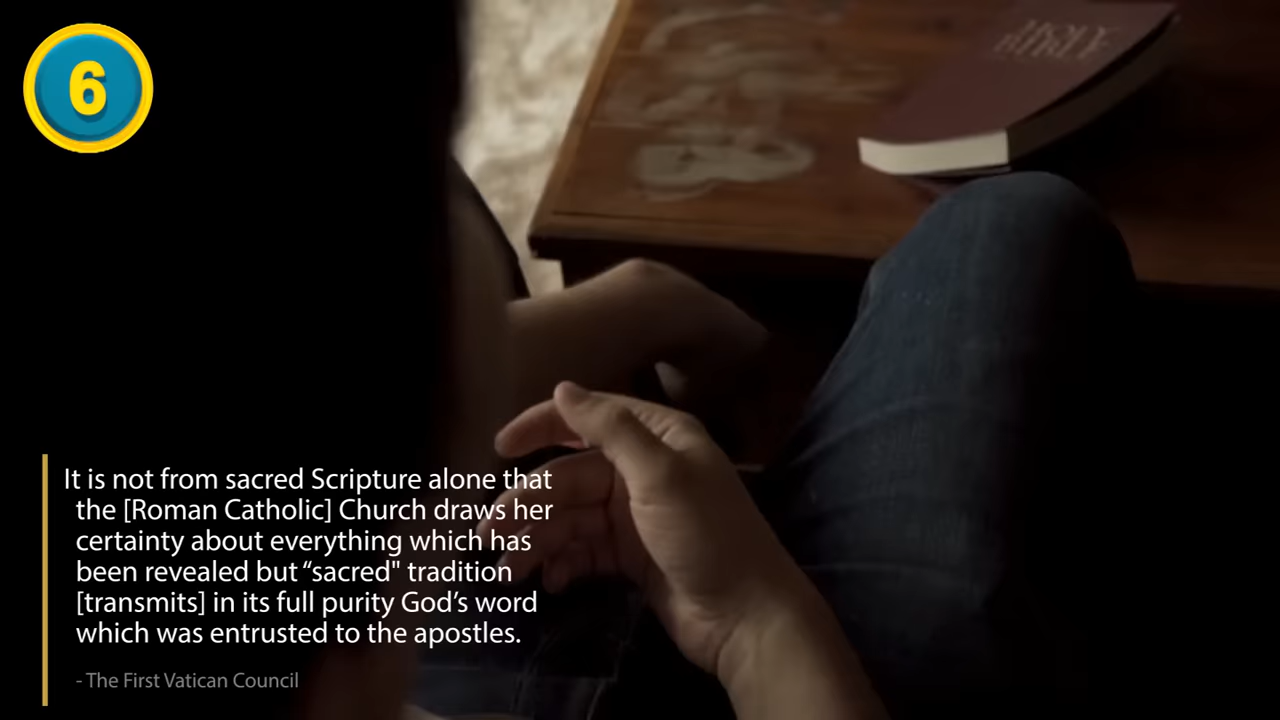 6
HOLY
BIBLE
It is not from sacred Scripture alone that
the [Roman Catholic] Church draws her
certainty about everything which has
been revealed but “sacred" tradition
[transmits] in its full purity God’s word
which was entrusted to the apostles.
- The First Vatican Council